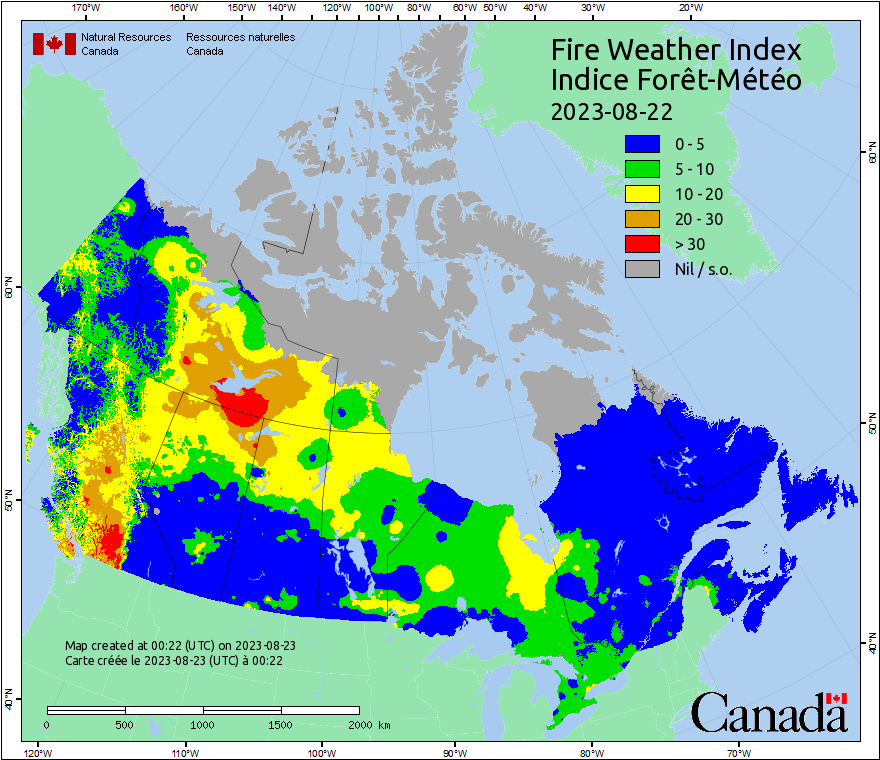 170°W 160°W 150°W 140°W 130°W 120°W 110°W 100°W 90°W 80°W 60°W 50°W 40°W 30°W 20°W
Natural Resources Ressources naturelles
Canada Canada
Fire Weather Index
Indice Forêt-Météo
2023-08-22
0 - 5
5 - 10
10 - 20
20 - 30
> 30
Nil / s.o.
60°N
60°N
50°N
50°N
40°N
40°N
Map created at 00:22 (UTC) on 2023-08-23
Carte créée le 2023-08-23 (UTC) à 00:22
0 500 1000 1500 2000 km
Canada
120°W 110°W 100°W 90°W 80°W 70°W